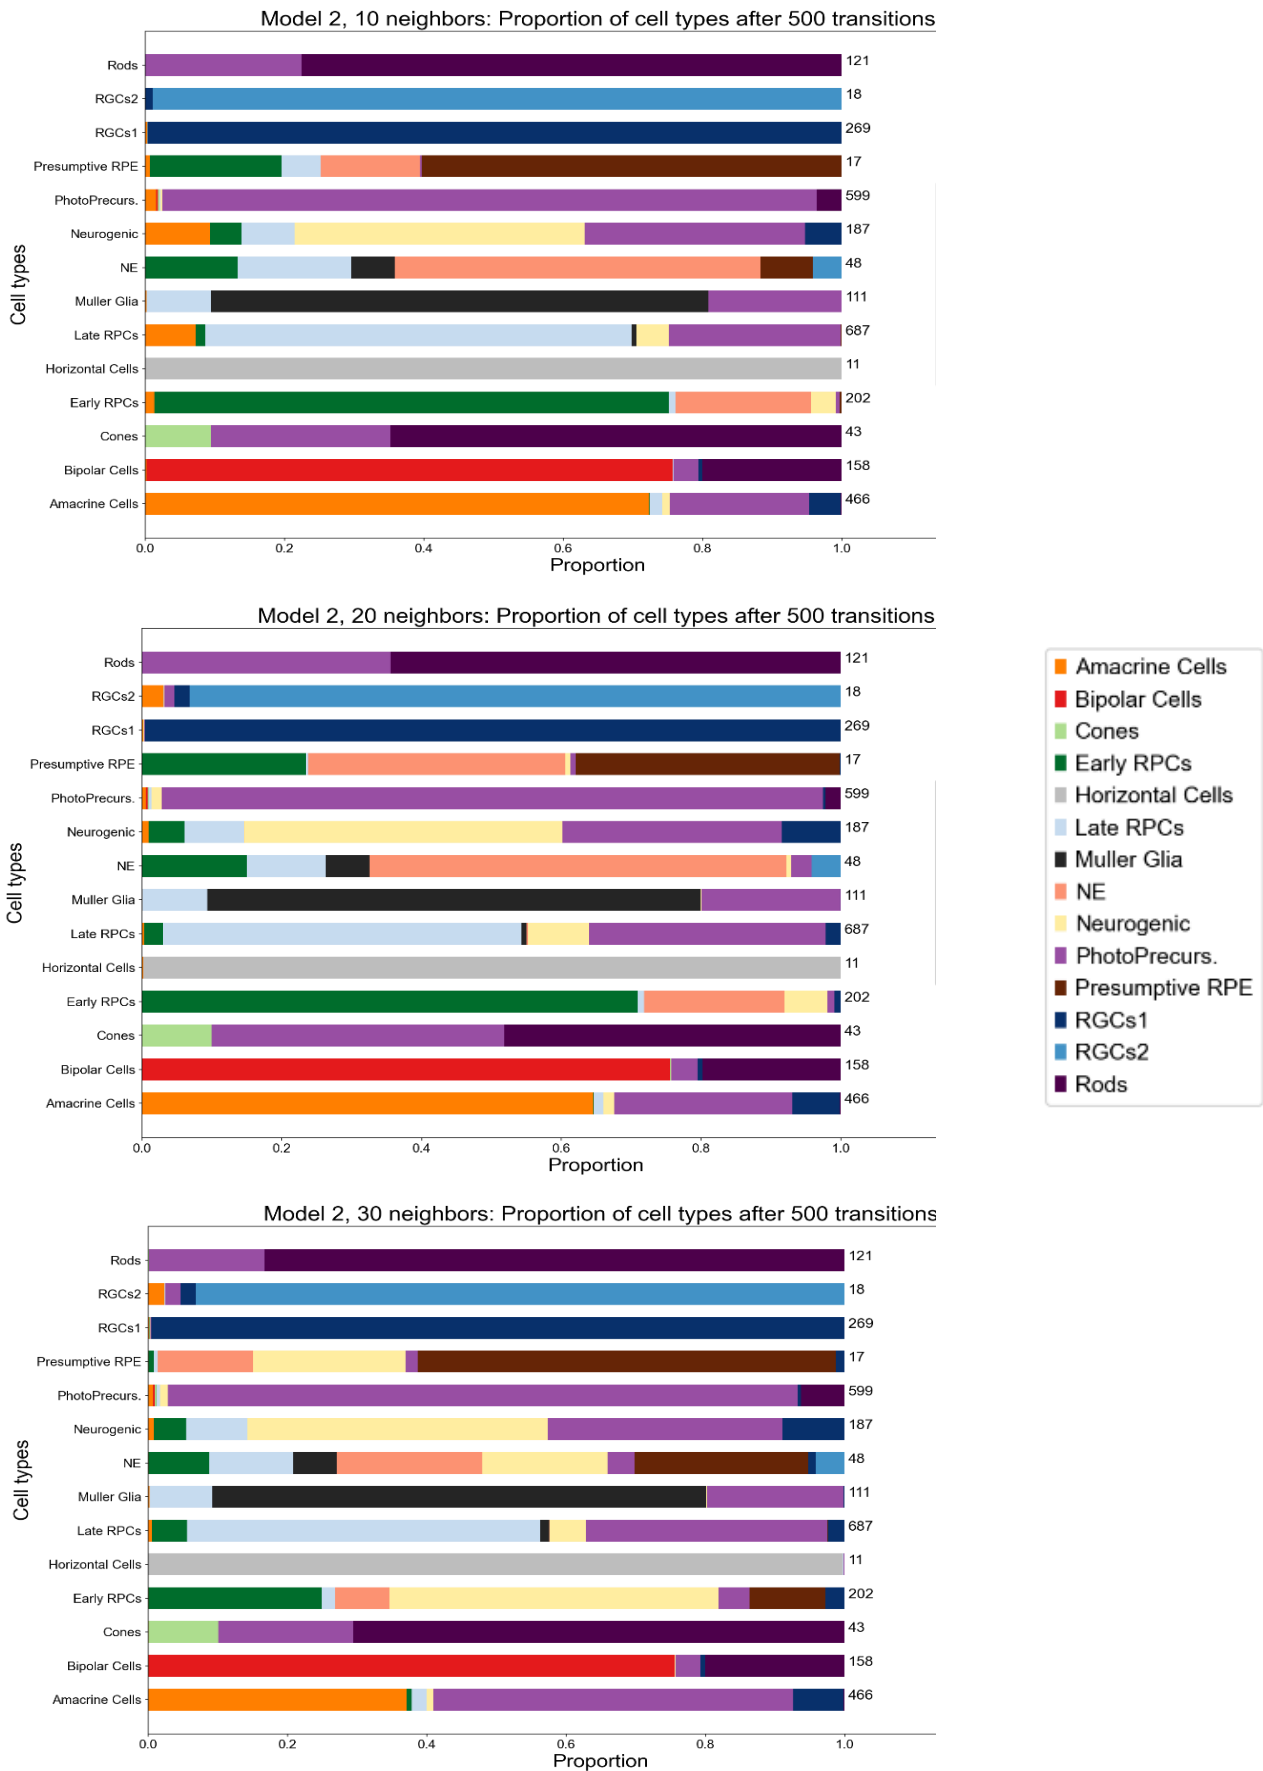 Model 2, 10 neighbors: Proportion of cell types after 500 transitions
Cell types
Rods 121
RGCs2 18
RGCs1 269
Presumptive RPE 17
PhotoPrecurs. 599
Neurogenic 187
NE 48
Muller Glia 111
Late RPCs 687
Horizontal Cells 11
Early RPCs 202
Cones 43
Bipolar Cells 158
Amacrine Cells 466
0.0 0.2 0.4 0.6 0.8 1.0
Proportion
Model 2, 20 neighbors: Proportion of cell types after 500 transitions
Cell types
Rods 121
RGCs2 18
RGCs1 269
Presumptive RPE 17
PhotoPrecurs. 599
Neurogenic 187
NE 48
Muller Glia 111
Late RPCs 687
Horizontal Cells 11
Early RPCs 202
Cones 43
Bipolar Cells 158
Amacrine Cells 466
0.0 0.2 0.4 0.6 0.8 1.0
Proportion
Amacrine Cells
Bipolar Cells
Cones
Early RPCs
Horizontal Cells
Late RPCs
Muller Glia
NE
Neurogenic
PhotoPrecurs.
Presumptive RPE
RGCs1
RGCs2
Rods
Model 2, 30 neighbors: Proportion of cell types after 500 transitions
Cell types
Rods 121
RGCs2 18
RGCs1 269
Presumptive RPE 17
PhotoPrecurs. 599
Neurogenic 187
NE 48
Muller Glia 111
Late RPCs 687
Horizontal Cells 11
Early RPCs 202
Cones 43
Bipolar Cells 158
Amacrine Cells 466
0.0 0.2 0.4 0.6 0.8 1.0
Proportion